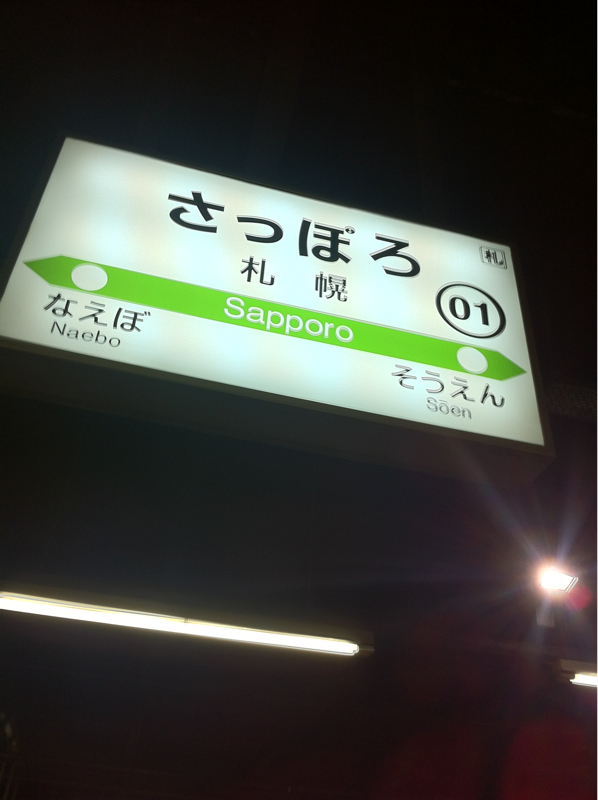 さっぽろ
札
札幌
01
Sapporo
なえぼ
Naebo
そうえん
Sōen